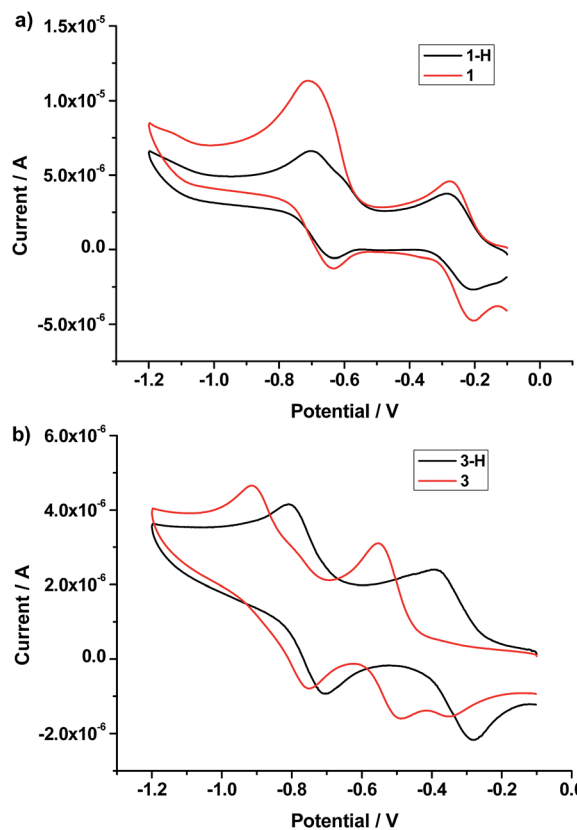 a)
1.5x10⁻⁵
1.0x10⁻⁵
5.0x10⁻⁶
0.0
-5.0x10⁻⁶
Current / A
1-H
1
-1.2 -1.0 -0.8 -0.6 -0.4 -0.2 0.0
Potential / V
b)
6.0x10⁻⁶
4.0x10⁻⁶
2.0x10⁻⁶
0.0
-2.0x10⁻⁶
Current / A
3-H
3
-1.2 -1.0 -0.8 -0.6 -0.4 -0.2 0.0
Potential / V